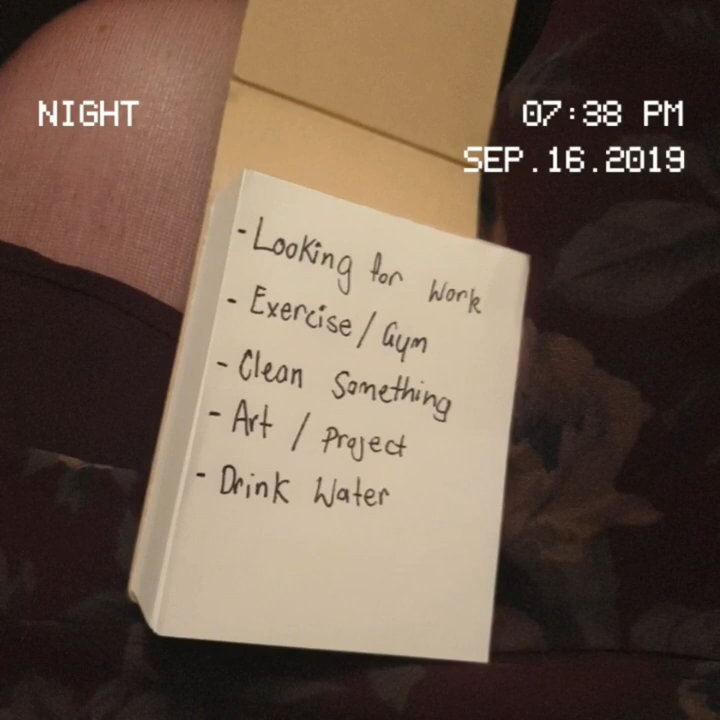 NIGHT
07:38 PM
SEP.16.2019
- Looking for Work
- Exercise / Gym
- Clean Something
- Art / Project
- Drink Water